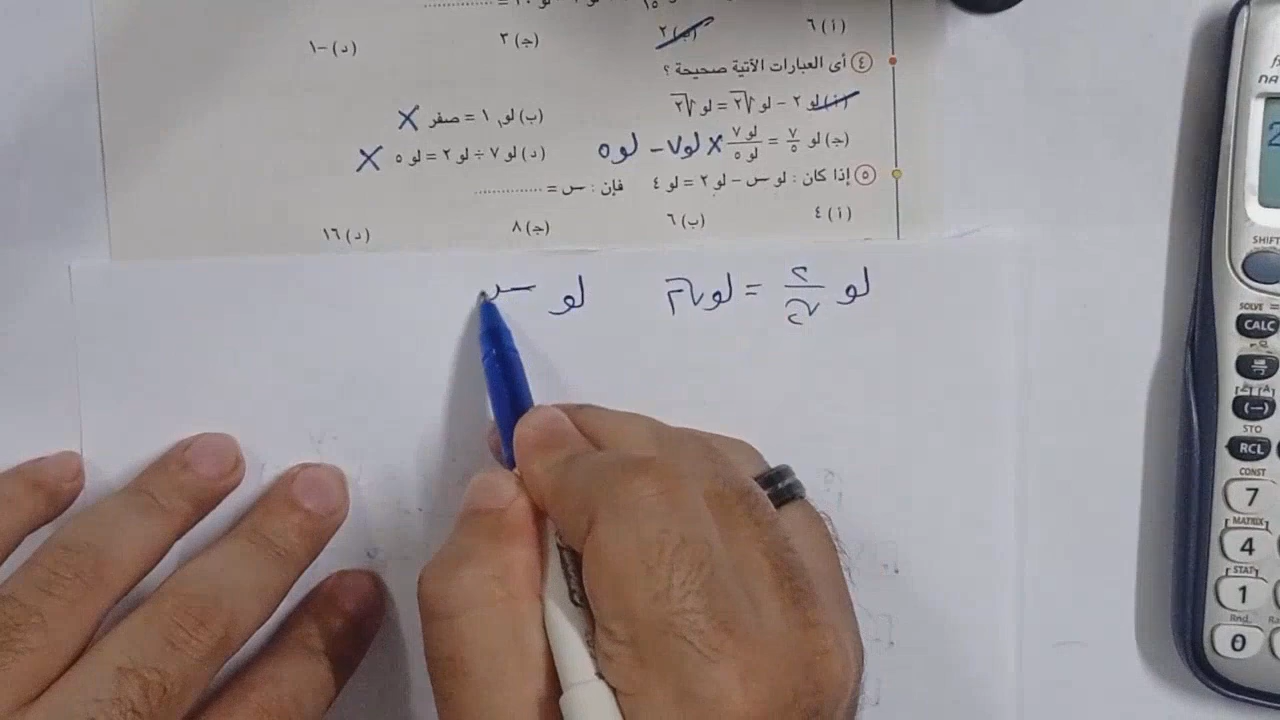 (أ) ٦ (ب) ٢ (جـ) ٣ (د) -١
٤ أى العبارات الآتية صحيحة ؟
(أ) لو ٢ - لو √٢ = لو √٢ (ب) لو ١ = صفر ×
(جـ) لو ٧/٥ = لو ٧/لو ٥ × لو٧ - لو٥ (د) لو ٧ ÷ لو ٢ = لو ٥ ×
٥ إذا كان : لو س - لو ٢ = لو ٤ فإن : س = ...............
(أ) ٤ (ب) ٦ (جـ) ٨ (د) ١٦
لو ٢/√٢ = لو √٢ لو س
SHIFT
SOLVE =
CALC
(−)
STO
RCL
CONST
7
MATRIX
4
STAT
1
Rnd
0